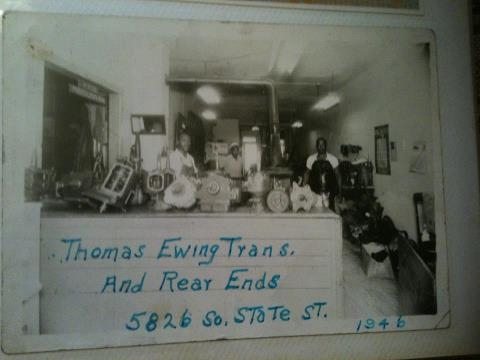 Thomas Ewing Trans.
And Rear Ends
5826 So. STATE ST.
1946